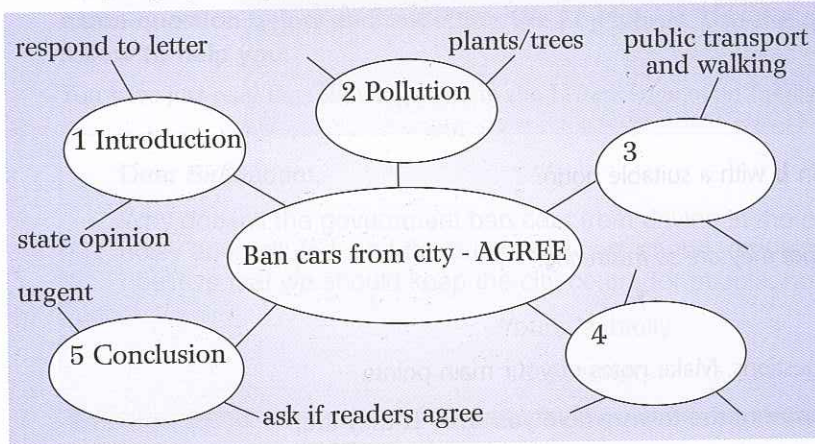 respond to letter
plants/trees
public transport
and walking
2 Pollution
1 Introduction
3
state opinion
Ban cars from city - AGREE
urgent
4
5 Conclusion
ask if readers agree